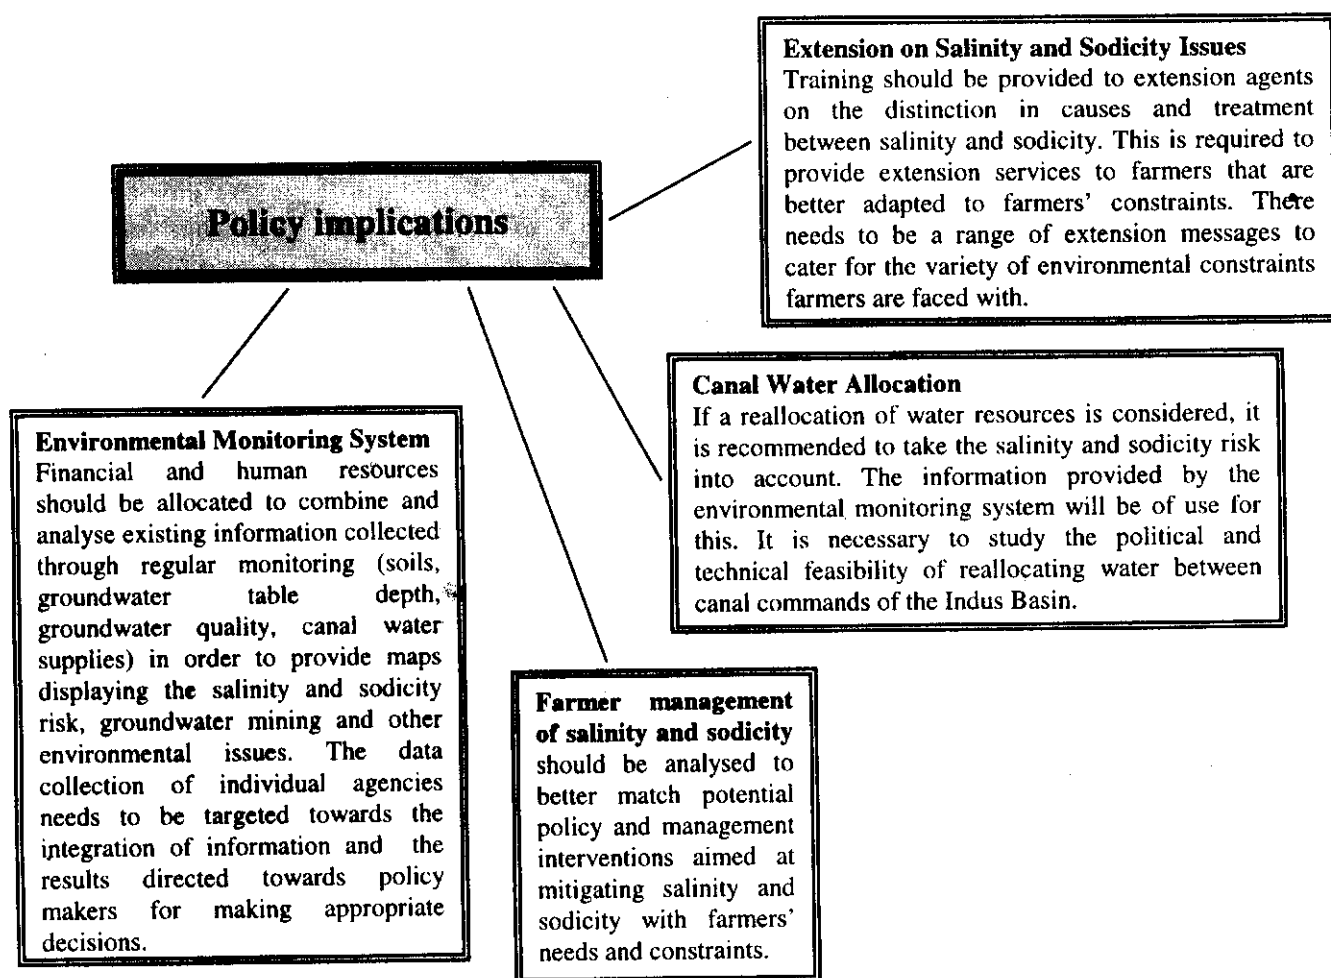 Policy implications
Extension on Salinity and Sodicity Issues
Training should be provided to extension agents
on the distinction in causes and treatment
between salinity and sodicity. This is required to
provide extension services to farmers that are
better adapted to farmers' constraints. There
needs to be a range of extension messages to
cater for the variety of environmental constraints
farmers are faced with.
Canal Water Allocation
If a reallocation of water resources is considered, it
is recommended to take the salinity and sodicity risk
into account. The information provided by the
environmental monitoring system will be of use for
this. It is necessary to study the political and
technical feasibility of reallocating water between
canal commands of the Indus Basin.
Environmental Monitoring System
Financial and human resources
should be allocated to combine and
analyse existing information collected
through regular monitoring (soils,
groundwater table depth,
groundwater quality, canal water
supplies) in order to provide maps
displaying the salinity and sodicity
risk, groundwater mining and other
environmental issues. The data
collection of individual agencies
needs to be targeted towards the
integration of information and the
results directed towards policy
makers for making appropriate
decisions.
Farmer management
of salinity and sodicity
should be analysed to
better match potential
policy and management
interventions aimed at
mitigating salinity and
sodicity with farmers'
needs and constraints.